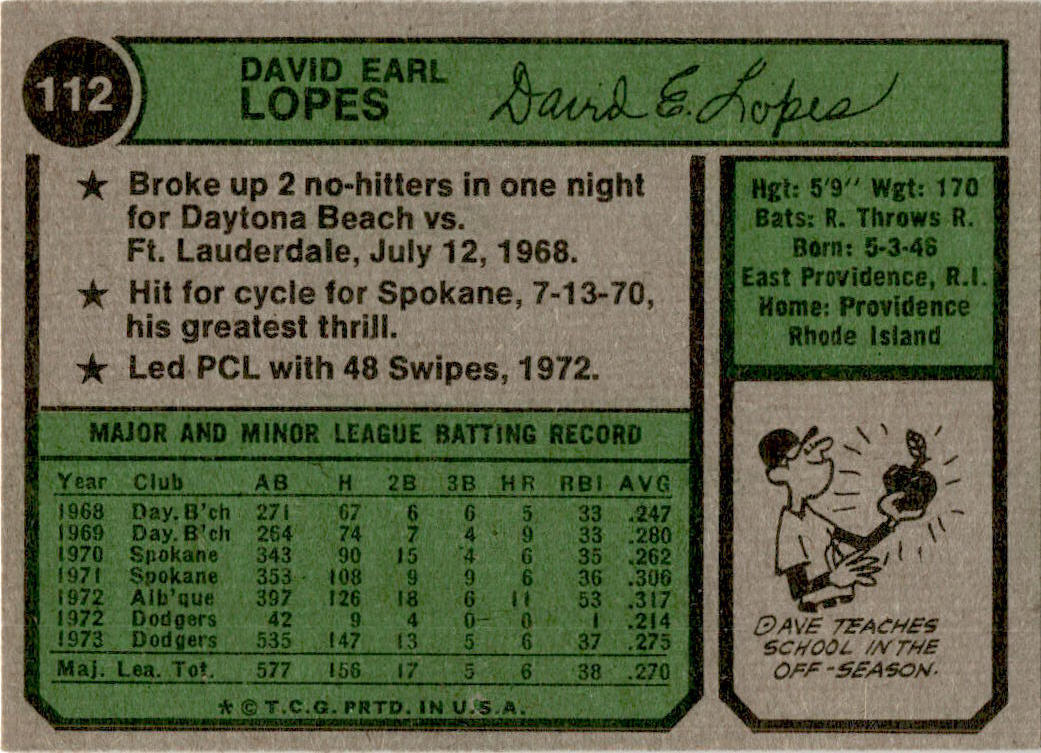 112
DAVID EARL
LOPES
David E. Lopes
★ Broke up 2 no-hitters in one night
for Daytona Beach vs.
Ft. Lauderdale, July 12, 1968.
★ Hit for cycle for Spokane, 7-13-70,
his greatest thrill.
★ Led PCL with 48 Swipes, 1972.
Hgt: 5'9" Wgt: 170
Bats: R. Throws R.
Born: 5-3-46
East Providence, R.I.
Home: Providence
Rhode Island
MAJOR AND MINOR LEAGUE BATTING RECORD
Year Club AB H 2B 3B HR RBI AVG
1968 Day. B'ch 271 67 6 6 5 33 .247
1969 Day. B'ch 264 74 7 4 9 33 .280
1970 Spokane 343 90 15 4 6 35 .262
1971 Spokane 353 108 9 9 6 36 .306
1972 Alb'que 397 126 18 6 11 53 .317
1972 Dodgers 42 9 4 0 0 1 .214
1973 Dodgers 535 147 13 5 6 37 .275
Maj. Lea. Tot. 577 156 17 5 6 38 .270
* © T.C.G. PRTD. IN U.S.A.
DAVE TEACHES
SCHOOL IN THE
OFF-SEASON.